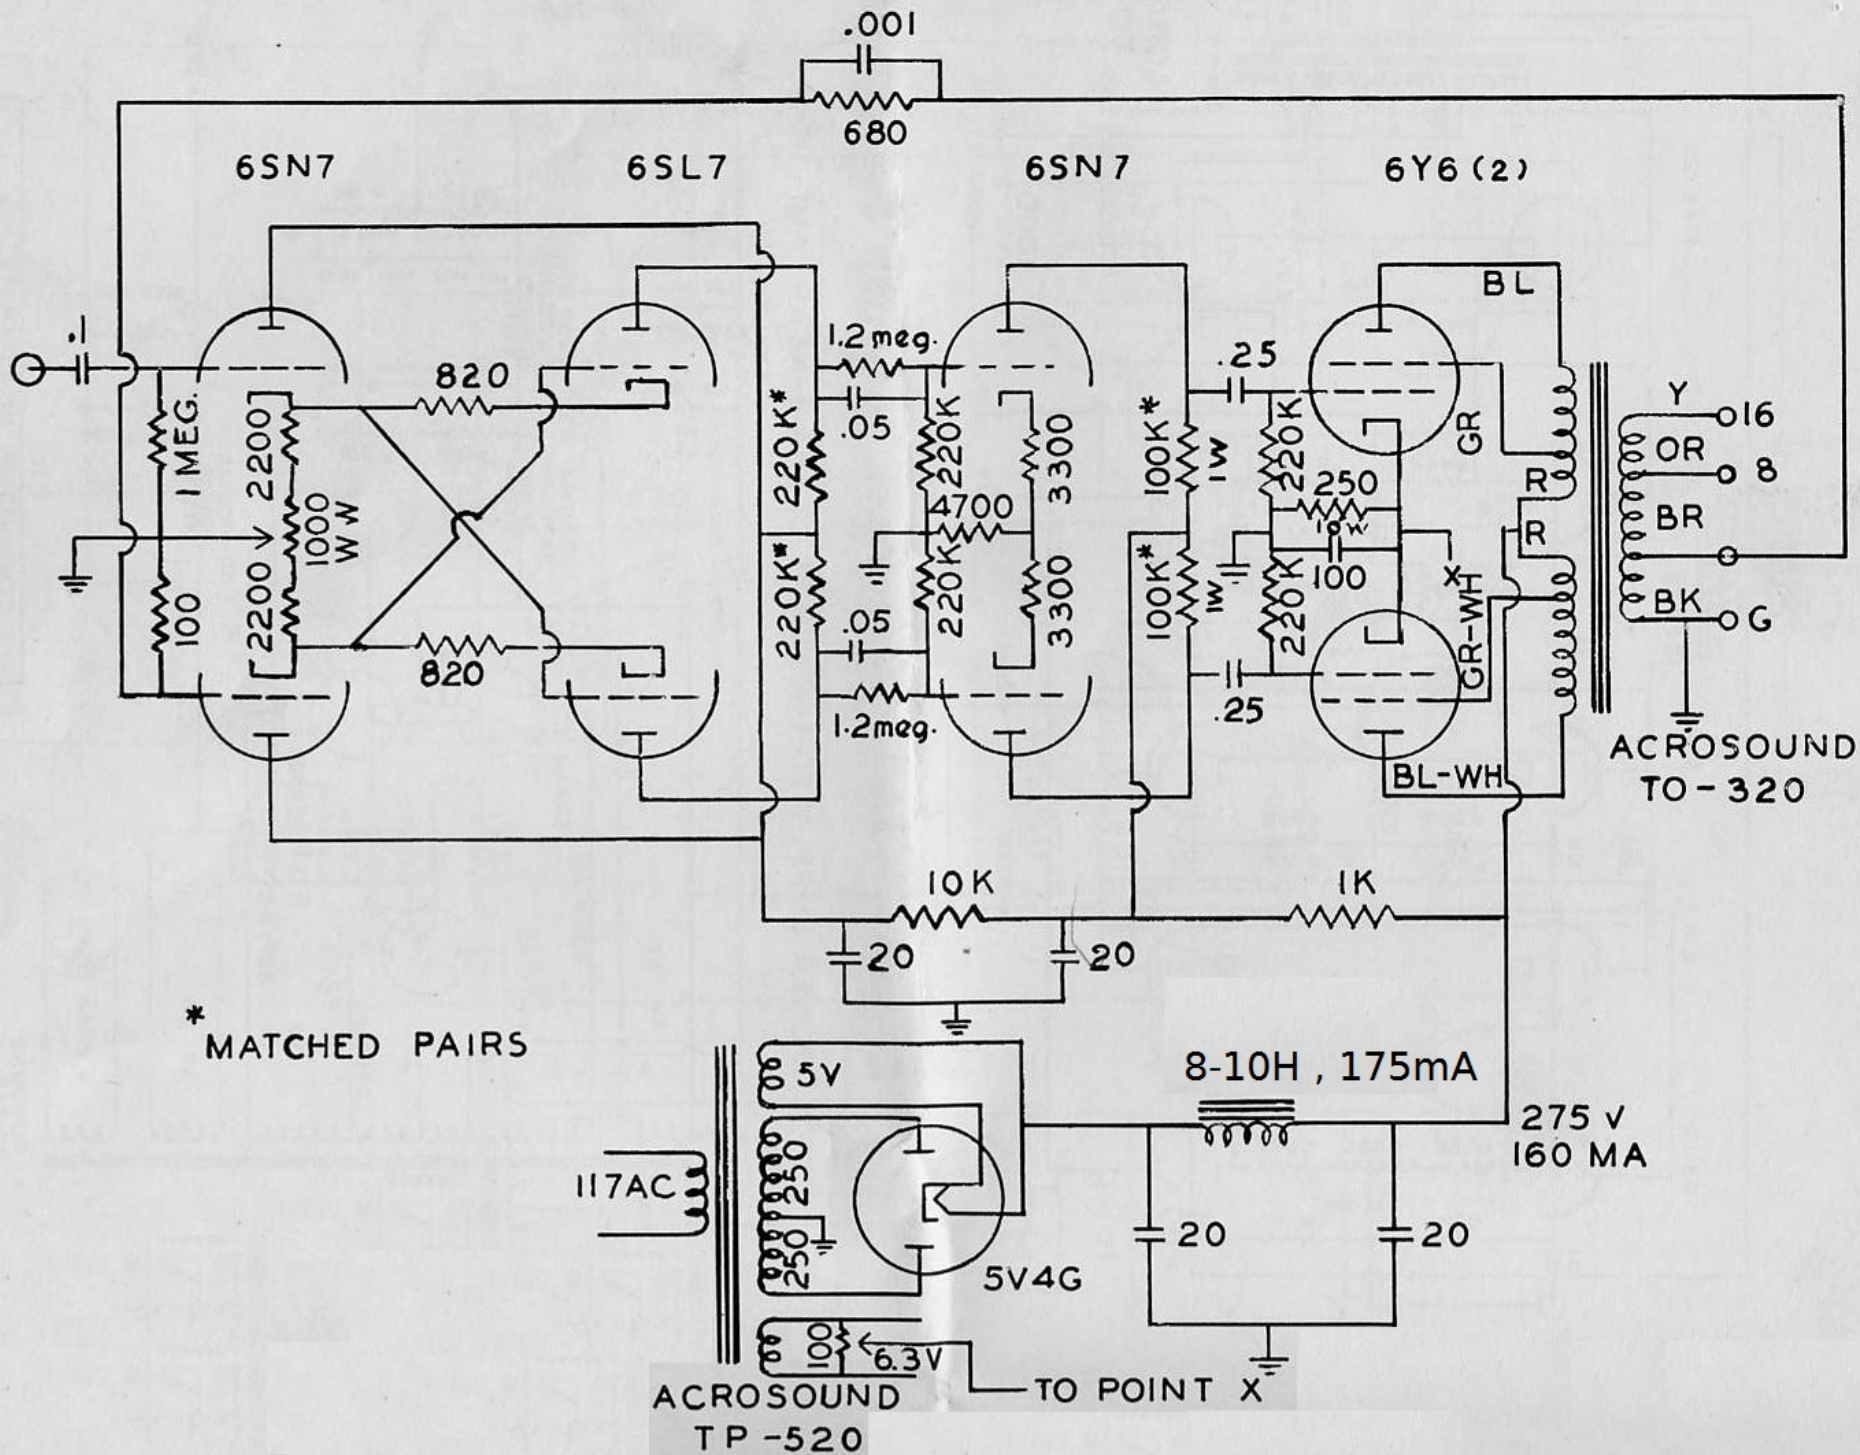 .001
680
6SN7
6SL7
6SN7
6Y6 (2)
BL
.1
1.2 meg.
.25
820
Y
16
OR
8
BR
BK
G
GR
R
R
1 MEG.
2200
1000
WW
2200
100
220K*
220K*
.05
.05
220K
220K
4700
3300
3300
100K*
1W
100K*
1W
220K
250
10W
100
220K
X
GR-WH
820
1.2meg.
.25
BL-WH
ACROSOUND
TO-320
10K
1K
20
20
*MATCHED PAIRS
5V
8-10H , 175mA
275 V
160 MA
117AC
250
250
20
20
5V4G
100
6.3V
TO POINT X
ACROSOUND
TP-520